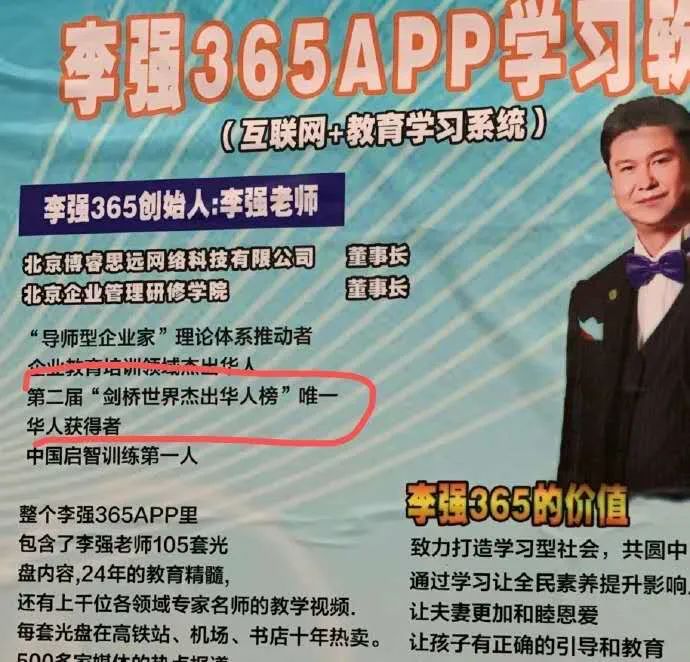 李强365APP学习软
（互联网+教育学习系统）
李强365创始人:李强老师
北京博睿思远网络科技有限公司 董事长
北京企业管理研修学院 董事长
“导师型企业家”理论体系推动者
企业教育培训领域杰出华人
第二届“剑桥世界杰出华人榜”唯一
华人获得者
中国启智训练第一人
整个李强365APP里
包含了李强老师105套光
盘内容,24年的教育精髓,
还有上千位各领域专家名师的教学视频.
每套光盘在高铁站、机场、书店十年热卖。
500多家媒体的热点报道
李强365的价值
致力打造学习型社会，共圆中
通过学习让全民素养提升影响
让夫妻更加和睦恩爱
让孩子有正确的引导和教育